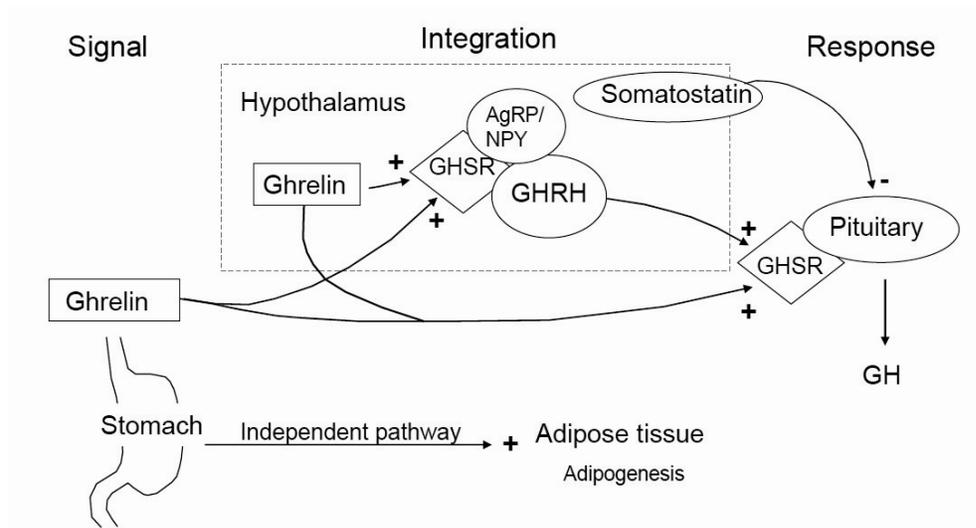 Signal
Integration
Response
Hypothalamus
Somatostatin
AgRP/
NPY
+
GHSR
Ghrelin
GHRH
-
+
+
Pituitary
GHSR
Ghrelin
+
GH
Stomach
Independent pathway
+
Adipose tissue
Adipogenesis